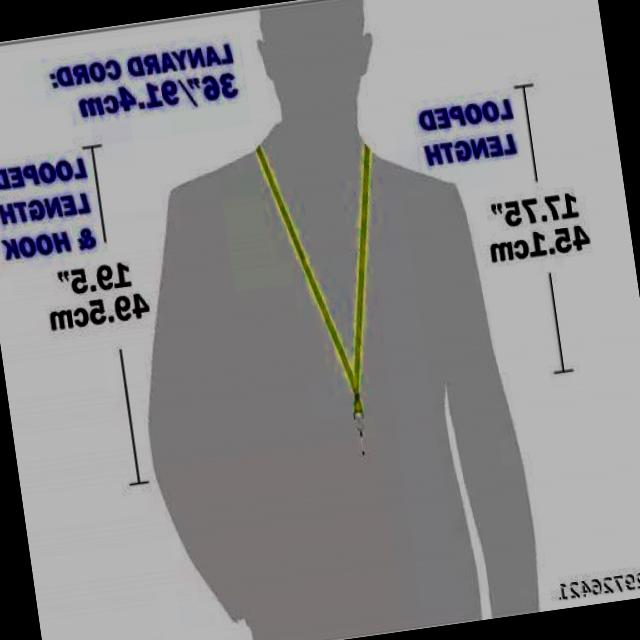 LANYARD CORD:
36"/91.4cm
LOOPED
LENGTH
17.75"
45.1cm
LOOPED
LENGTH
& HOOK
19.5"
49.5cm